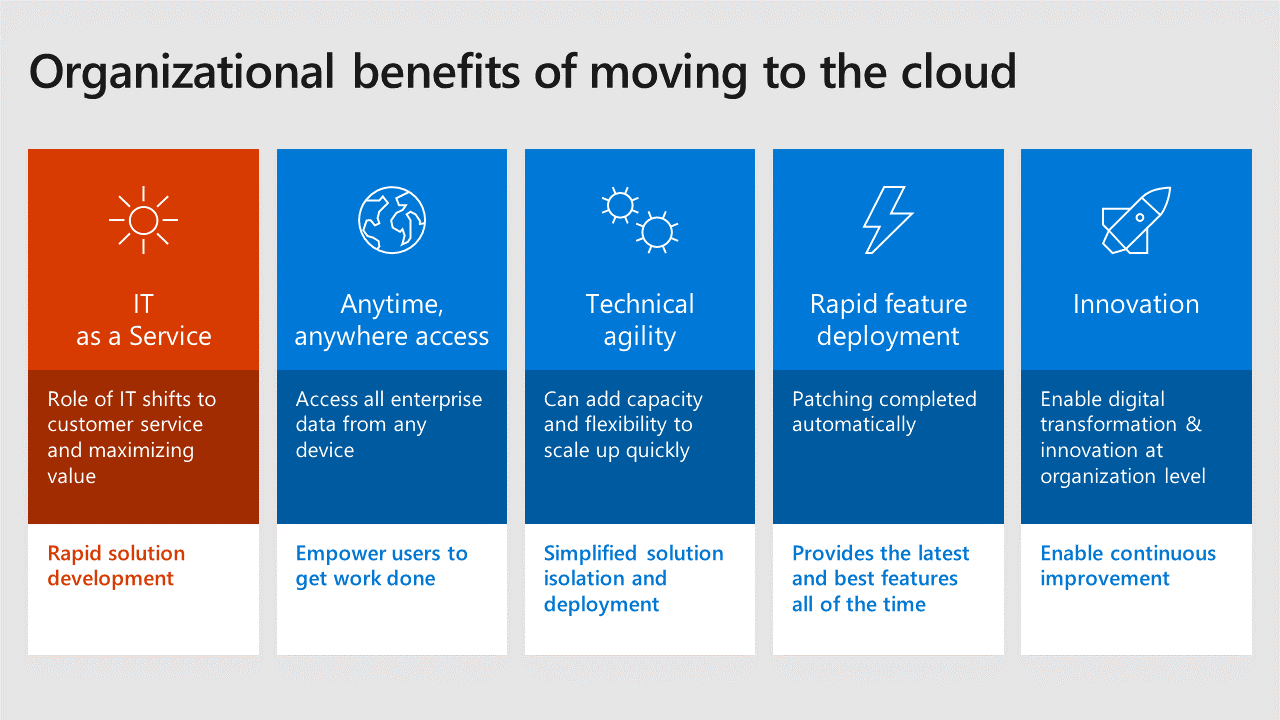 Organizational benefits of moving to the cloud
IT
as a Service
Role of IT shifts to
customer service
and maximizing
value
Rapid solution
development
Anytime,
anywhere access
Access all enterprise
data from any
device
Empower users to
get work done
Technical
agility
Can add capacity
and flexibility to
scale up quickly
Simplified solution
isolation and
deployment
Rapid feature
deployment
Patching completed
automatically
Provides the latest
and best features
all of the time
Innovation
Enable digital
transformation &
innovation at
organization level
Enable continuous
improvement